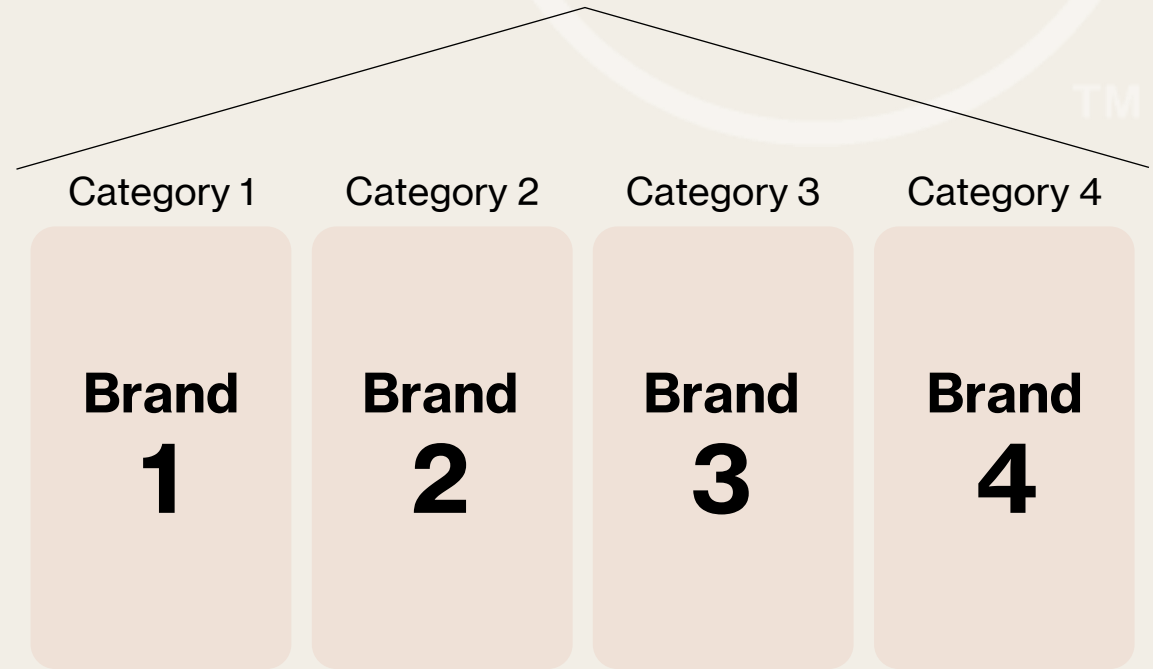 TM
Category 1
Category 2
Category 3
Category 4
Brand
1
Brand
2
Brand
3
Brand
4